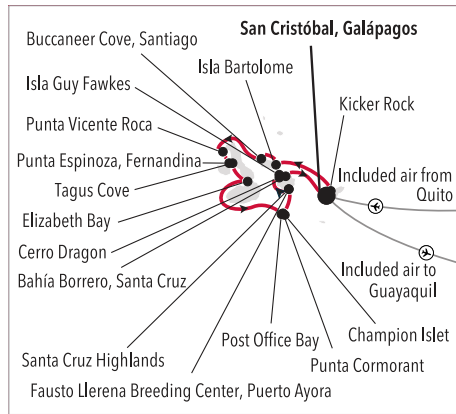 Buccaneer Cove, Santiago
San Cristóbal, Galápagos
Isla Guy Fawkes
Isla Bartolome
Punta Vicente Roca
Kicker Rock
Punta Espinoza, Fernandina
Tagus Cove
Included air from
Quito
Elizabeth Bay
Cerro Dragon
Bahía Borrero, Santa Cruz
Included air to
Guayaquil
Santa Cruz Highlands
Post Office Bay
Champion Islet
Punta Cormorant
Fausto Llerena Breeding Center, Puerto Ayora